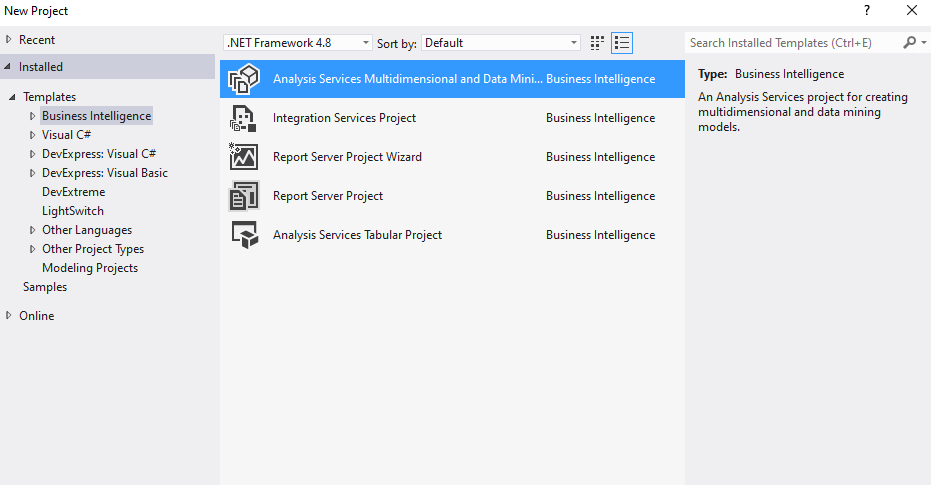 New Project
?
Recent
Installed
Templates
Business Intelligence
Visual C#
DevExpress: Visual C#
DevExpress: Visual Basic
DevExtreme
LightSwitch
Other Languages
Other Project Types
Modeling Projects
Samples
Online
.NET Framework 4.8 Sort by: Default
Analysis Services Multidimensional and Data Mini... Business Intelligence
Integration Services Project Business Intelligence
Report Server Project Wizard Business Intelligence
Report Server Project Business Intelligence
Analysis Services Tabular Project Business Intelligence
Search Installed Templates (Ctrl+E)
Type: Business Intelligence
An Analysis Services project for creating
multidimensional and data mining
models.